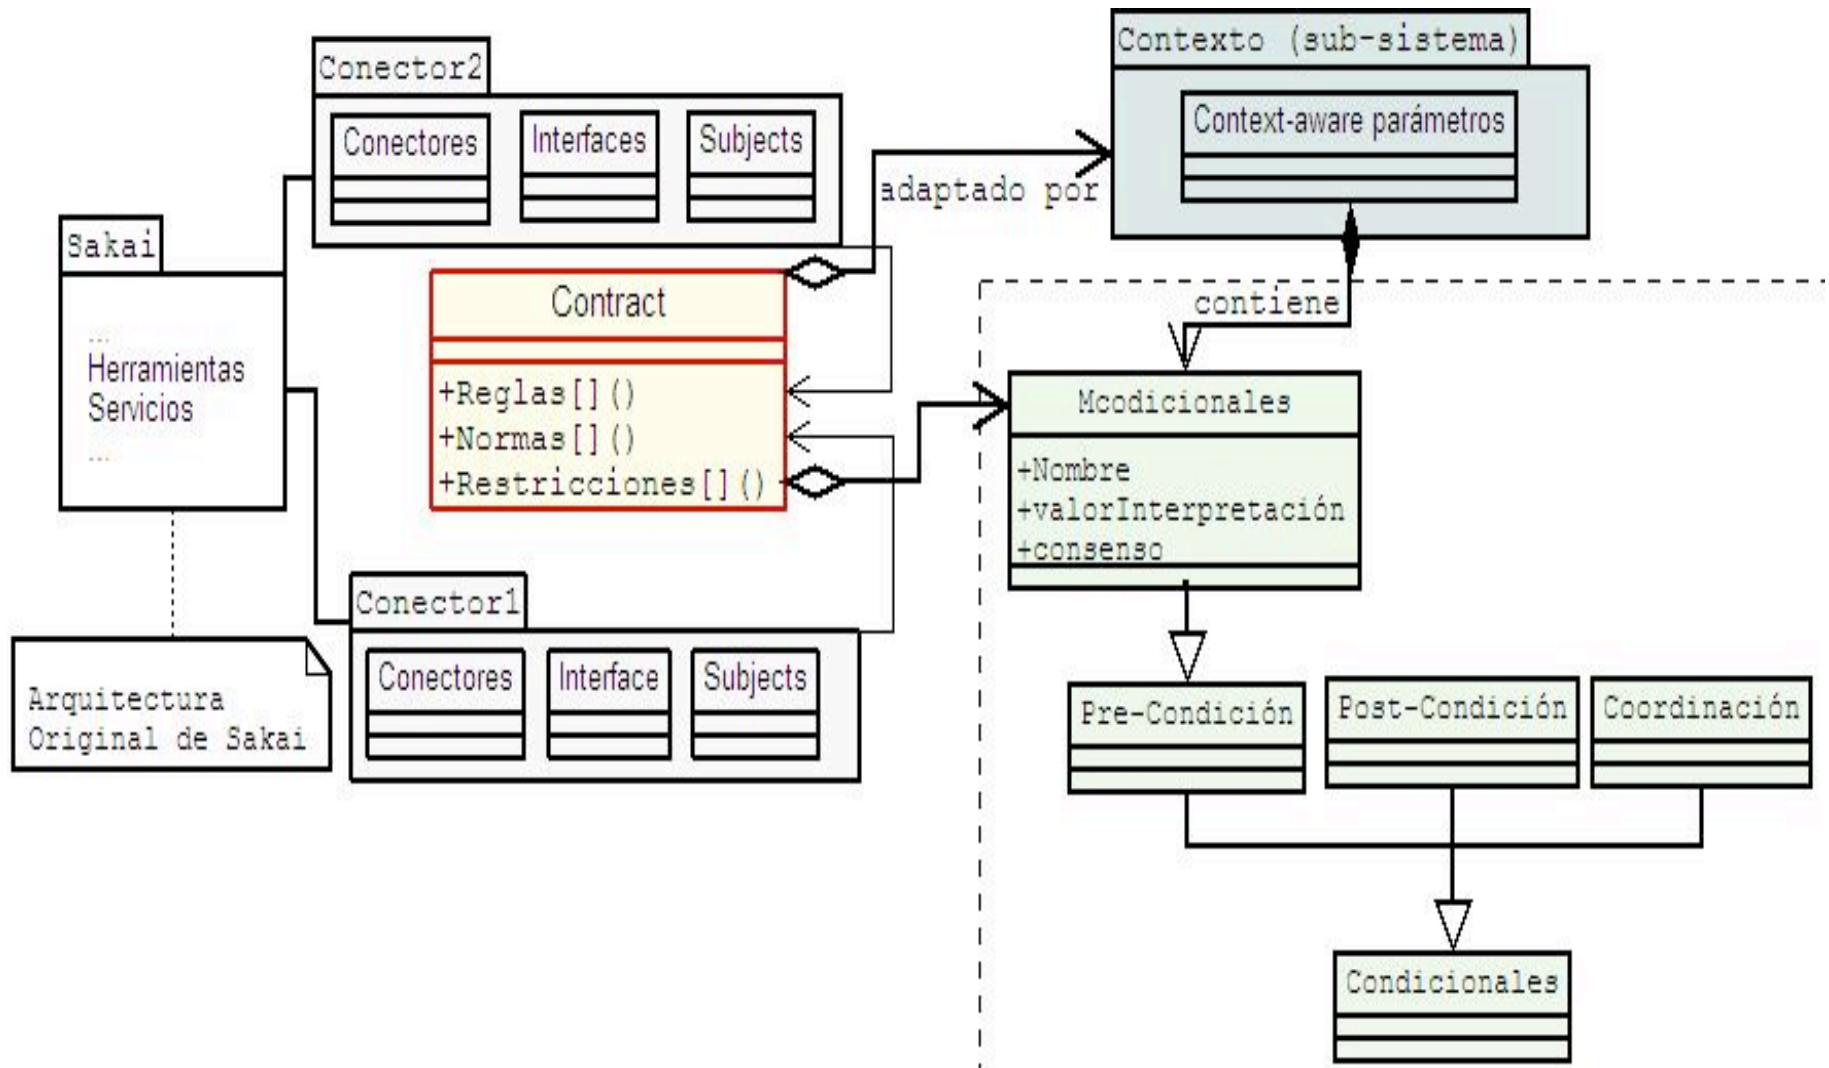 Contexto (sub-sistema)
Context-aware parámetros
Conector2
Conectores
Interfaces
Subjects
adaptado por
Sakai
...
Herramientas
Servicios
...
Contract
+Reglas[]()
+Normas[]()
+Restricciones[]()
contiene
Mcodicionales
+Nombre
+valorInterpretación
+consenso
Conector1
Conectores
Interface
Subjects
Arquitectura
Original de Sakai
Pre-Condición
Post-Condición
Coordinación
Condicionales